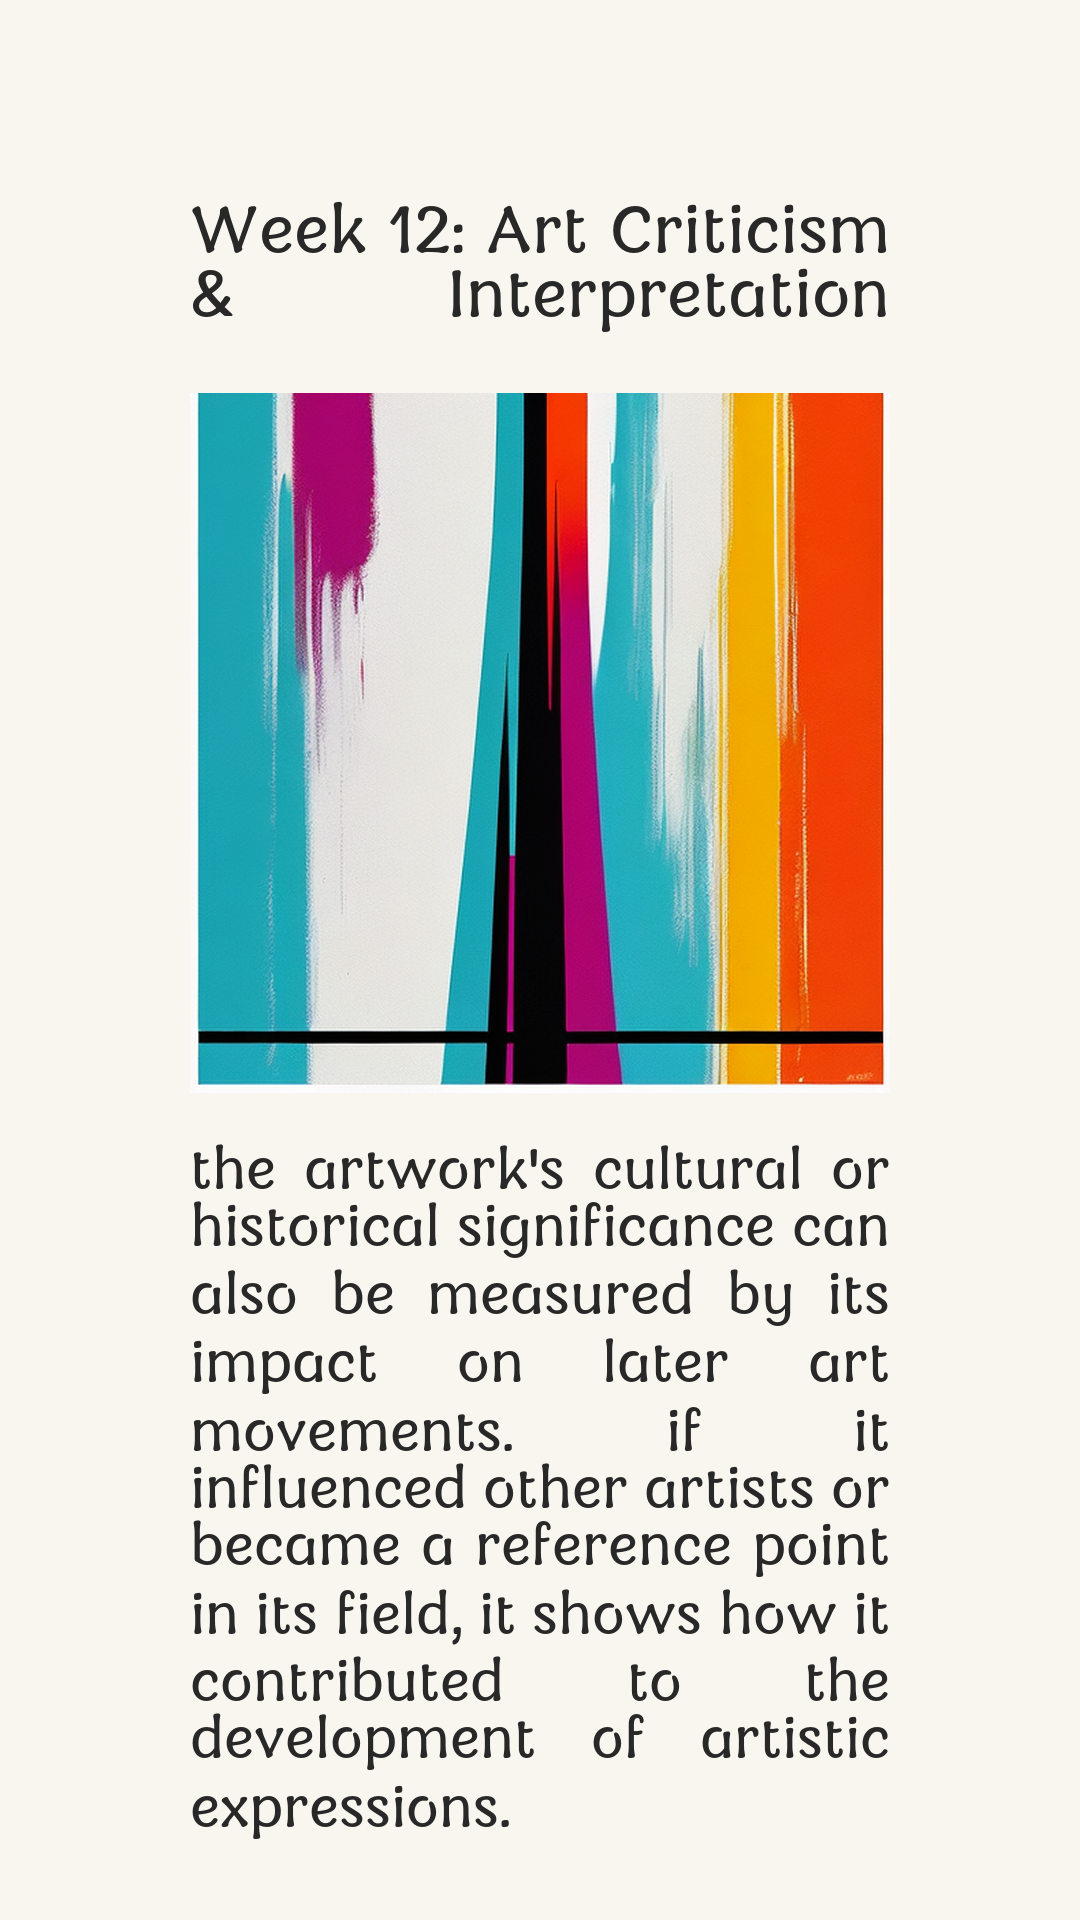 Week 12: Art Criticism
& Interpretation
the artwork's cultural or
historical significance can
also be measured by its
impact on later art
movements. if it
influenced other artists or
became a reference point
in its field, it shows how it
contributed to the
development of artistic
expressions.